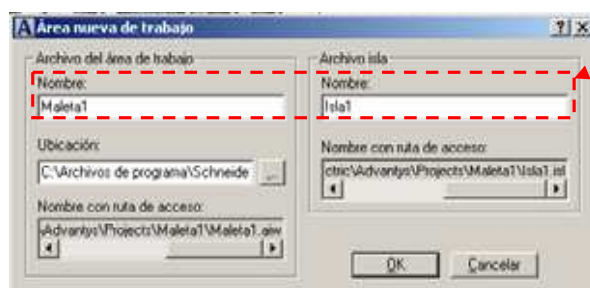 Área nueva de trabajo
Archivo del área de trabajo
Nombre:
Maleta1
Ubicación:
C:\Archivos de programa\Schneide
...
Nombre con ruta de acceso:
\Advantys\Projects\Maleta1\Maleta1.aiw
Archivo isla
Nombre:
Isla1
Nombre con ruta de acceso:
ctric\Advantys\Projects\Maleta1\Isla1.isl
OK
Cancelar